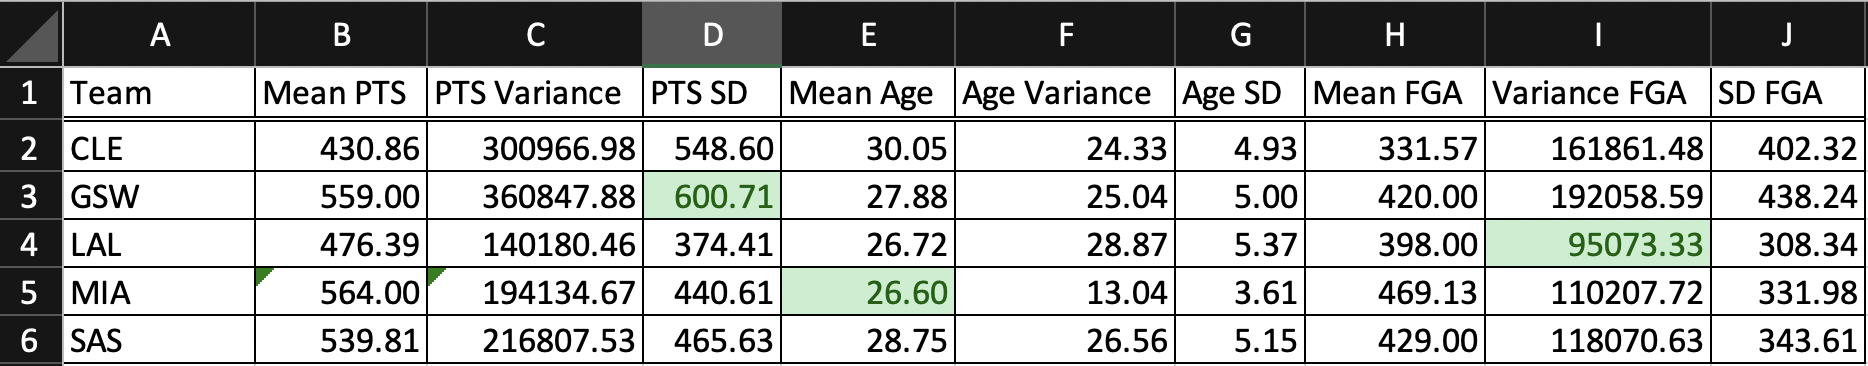 A B C D E F G H I J
1 Team Mean PTS PTS Variance PTS SD Mean Age Age Variance Age SD Mean FGA Variance FGA SD FGA
2 CLE 430.86 300966.98 548.60 30.05 24.33 4.93 331.57 161861.48 402.32
3 GSW 559.00 360847.88 600.71 27.88 25.04 5.00 420.00 192058.59 438.24
4 LAL 476.39 140180.46 374.41 26.72 28.87 5.37 398.00 95073.33 308.34
5 MIA 564.00 194134.67 440.61 26.60 13.04 3.61 469.13 110207.72 331.98
6 SAS 539.81 216807.53 465.63 28.75 26.56 5.15 429.00 118070.63 343.61